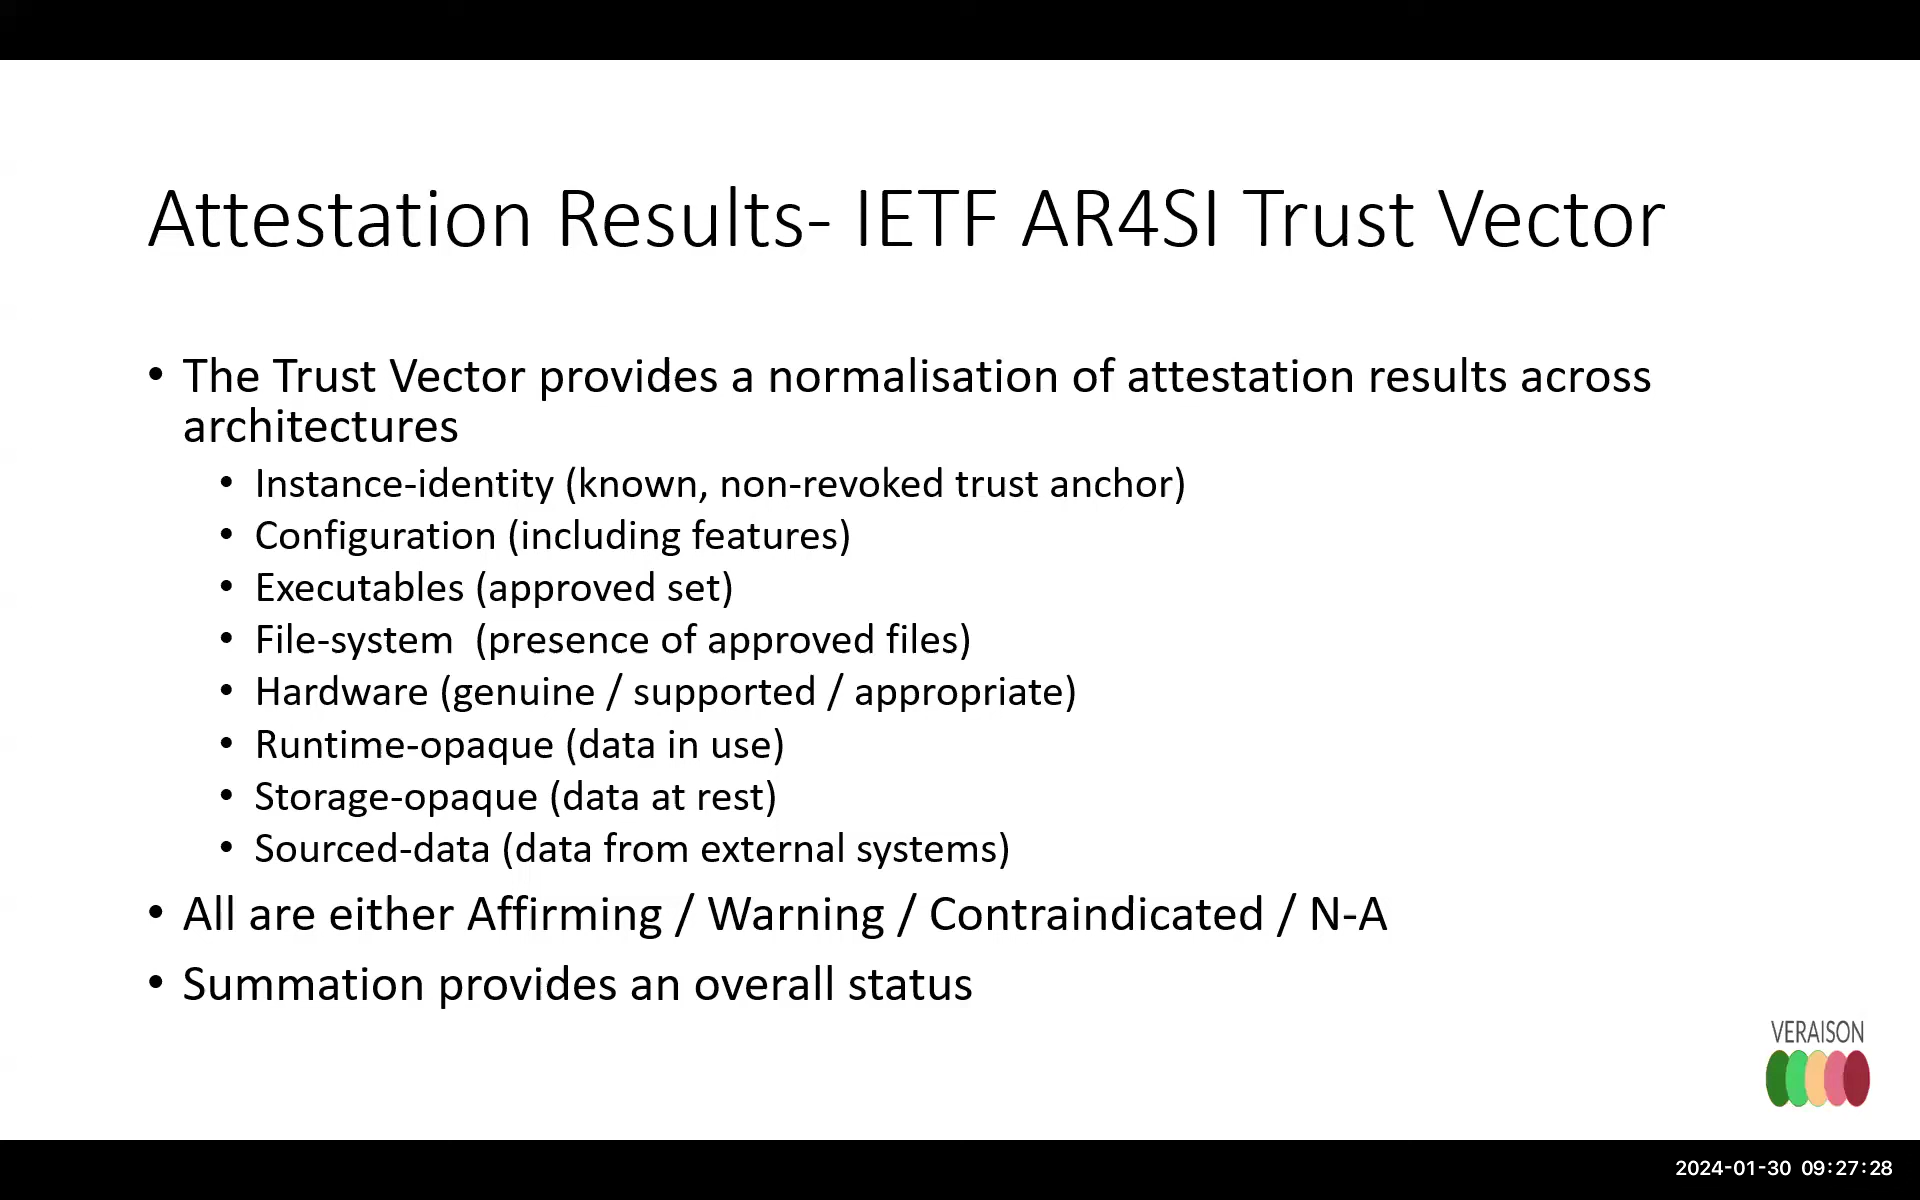 Attestation Results- IETF AR4SI Trust Vector
• The Trust Vector provides a normalisation of attestation results across
architectures
• Instance-identity (known, non-revoked trust anchor)
• Configuration (including features)
• Executables (approved set)
• File-system  (presence of approved files)
• Hardware (genuine / supported / appropriate)
• Runtime-opaque (data in use)
• Storage-opaque (data at rest)
• Sourced-data (data from external systems)
• All are either Affirming / Warning / Contraindicated / N-A
• Summation provides an overall status
VERAISON
2024-01-30 09:27:28